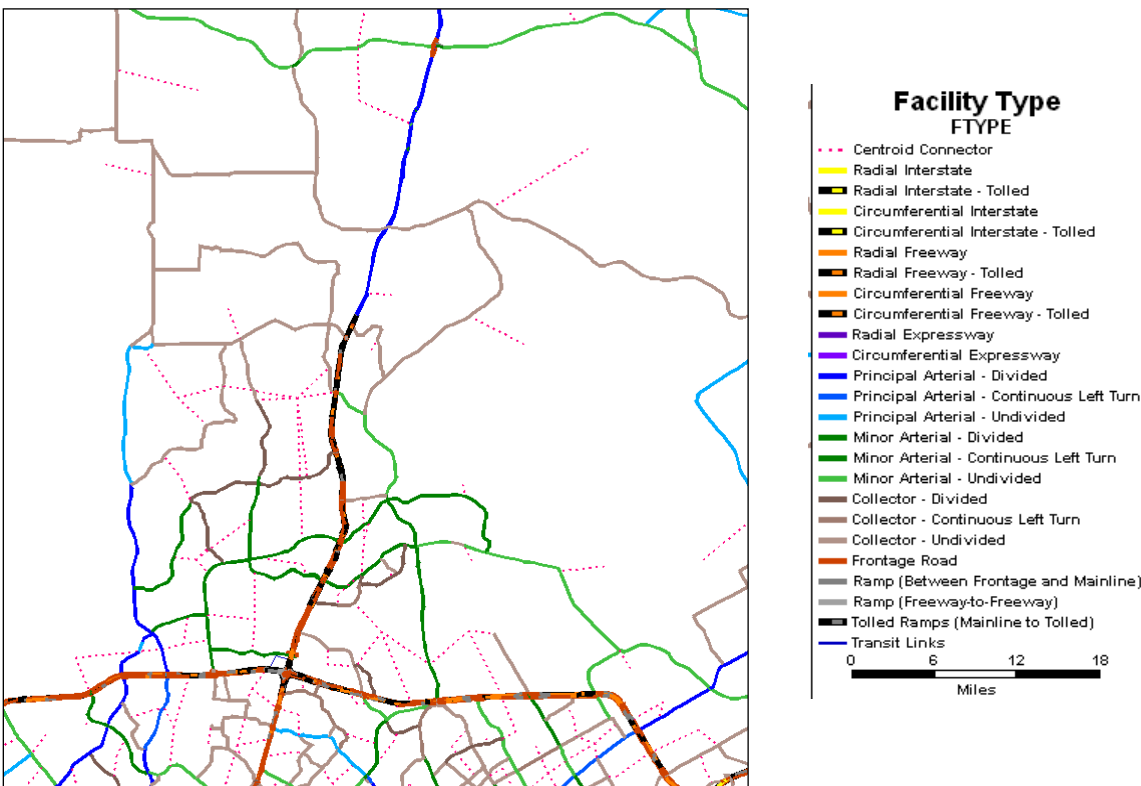 Facility Type
FTYPE
Centroid Connector
Radial Interstate
Radial Interstate - Tolled
Circumferential Interstate
Circumferential Interstate - Tolled
Radial Freeway
Radial Freeway - Tolled
Circumferential Freeway
Circumferential Freeway - Tolled
Radial Expressway
Circumferential Expressway
Principal Arterial - Divided
Principal Arterial - Continuous Left Turn
Principal Arterial - Undivided
Minor Arterial - Divided
Minor Arterial - Continuous Left Turn
Minor Arterial - Undivided
Collector - Divided
Collector - Continuous Left Turn
Collector - Undivided
Frontage Road
Ramp (Between Frontage and Mainline)
Ramp (Freeway-to-Freeway)
Tolled Ramps (Mainline to Tolled)
Transit Links
0 6 12 18
Miles